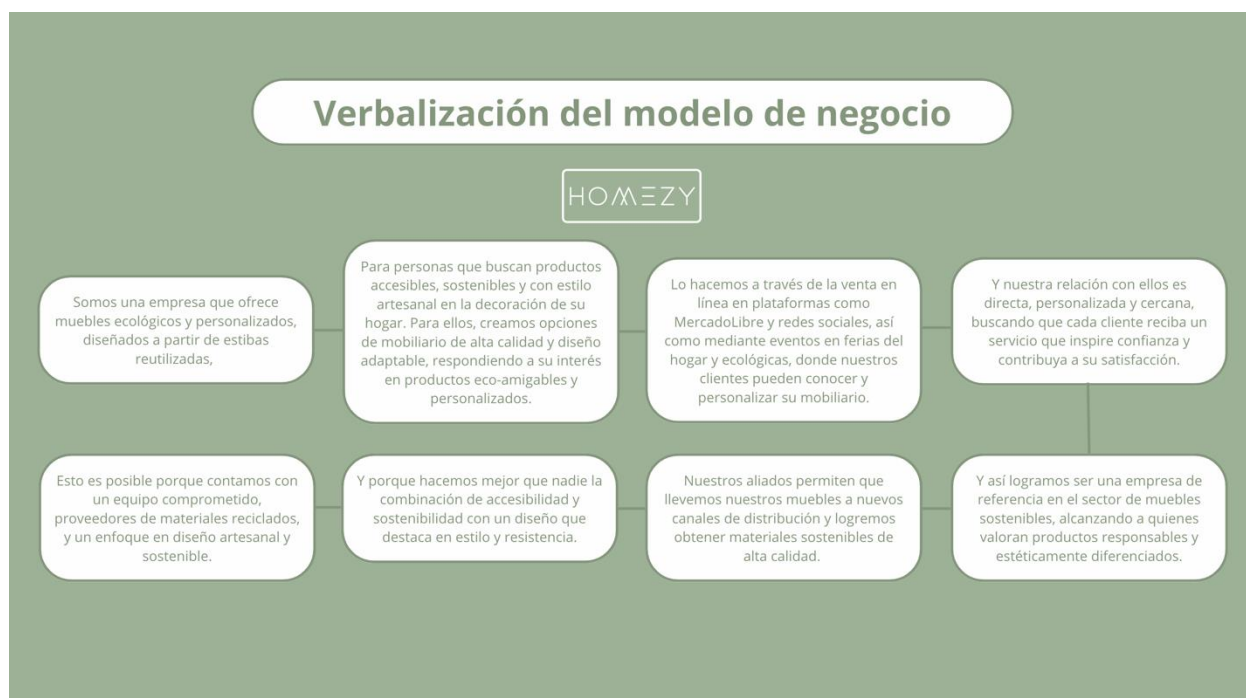 Verbalización del modelo de negocio
HOMEZY
Somos una empresa que ofrece
muebles ecológicos y personalizados,
diseñados a partir de estibas
reutilizadas,
Para personas que buscan productos
accesibles, sostenibles y con estilo
artesanal en la decoración de su
hogar. Para ellos, creamos opciones
de mobiliario de alta calidad y diseño
adaptable, respondiendo a su interés
en productos eco-amigables y
personalizados.
Lo hacemos a través de la venta en
línea en plataformas como
MercadoLibre y redes sociales, así
como mediante eventos en ferias del
hogar y ecológicas, donde nuestros
clientes pueden conocer y
personalizar su mobiliario.
Y nuestra relación con ellos es
directa, personalizada y cercana,
buscando que cada cliente reciba un
servicio que inspire confianza y
contribuya a su satisfacción.
Esto es posible porque contamos con
un equipo comprometido,
proveedores de materiales reciclados,
y un enfoque en diseño artesanal y
sostenible.
Y porque hacemos mejor que nadie la
combinación de accesibilidad y
sostenibilidad con un diseño que
destaca en estilo y resistencia.
Nuestros aliados permiten que
llevemos nuestros muebles a nuevos
canales de distribución y logremos
obtener materiales sostenibles de
alta calidad.
Y así logramos ser una empresa de
referencia en el sector de muebles
sostenibles, alcanzando a quienes
valoran productos responsables y
estéticamente diferenciados.